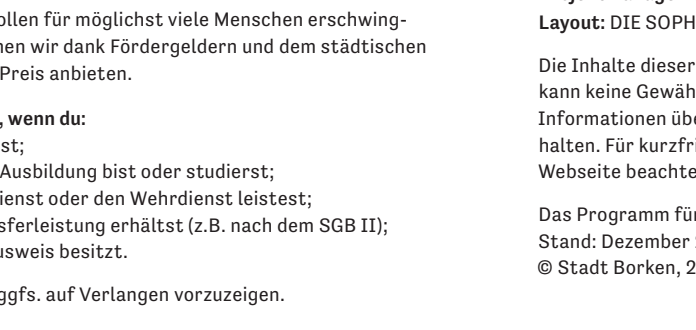 ollen für möglichst viele Menschen erschwing-
nen wir dank Fördergeldern und dem städtischen
Preis anbieten.
, wenn du:
st;
Ausbildung bist oder studierst;
ienst oder den Wehrdienst leistest;
sferleistung erhältst (z.B. nach dem SGB II);
usweis besitzt.
ggfs. auf Verlangen vorzuzeigen.
Layout: DIE SOPH
Die Inhalte dieser
kann keine Gewäh
Informationen übe
halten. Für kurzfri
Webseite beachte
Das Programm für
Stand: Dezember
© Stadt Borken, 2